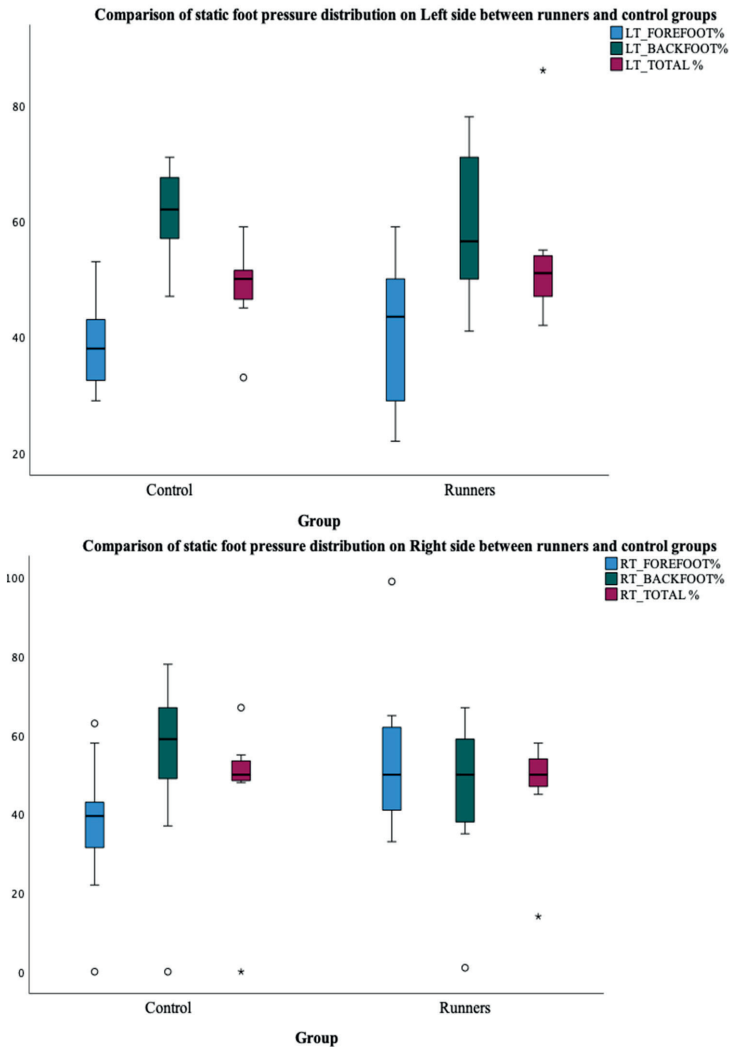 Comparison of static foot pressure distribution on Left side between runners and control groups
LT_FOREFOOT%
LT_BACKFOOT%
LT_TOTAL %
80
60
40
20
Control
Runners
Group
Comparison of static foot pressure distribution on Right side between runners and control groups
RT_FOREFOOT%
RT_BACKFOOT%
RT_TOTAL %
100
80
60
40
20
0
Control
Runners
Group